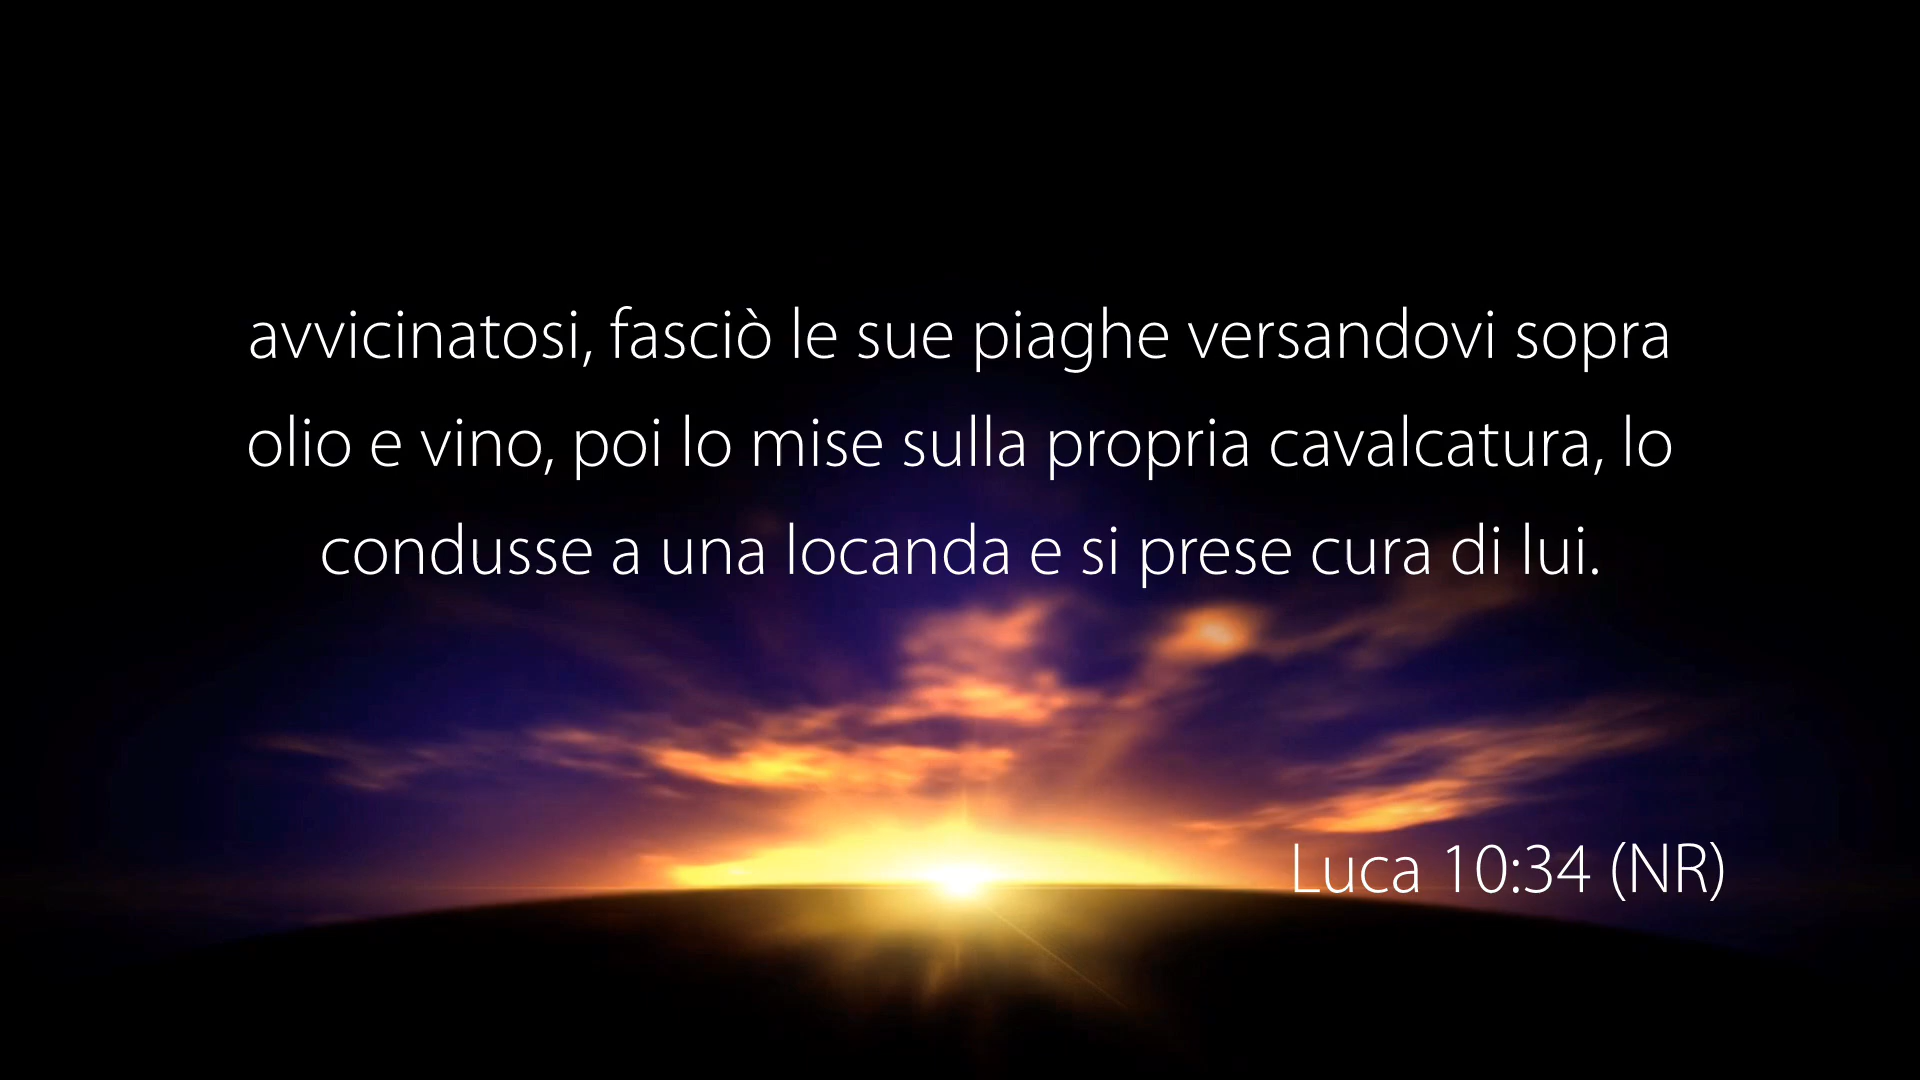 avvicinatosi, fasciò le sue piaghe versandovi sopra
olio e vino, poi lo mise sulla propria cavalcatura, lo
condusse a una locanda e si prese cura di lui.
Luca 10:34 (NR)